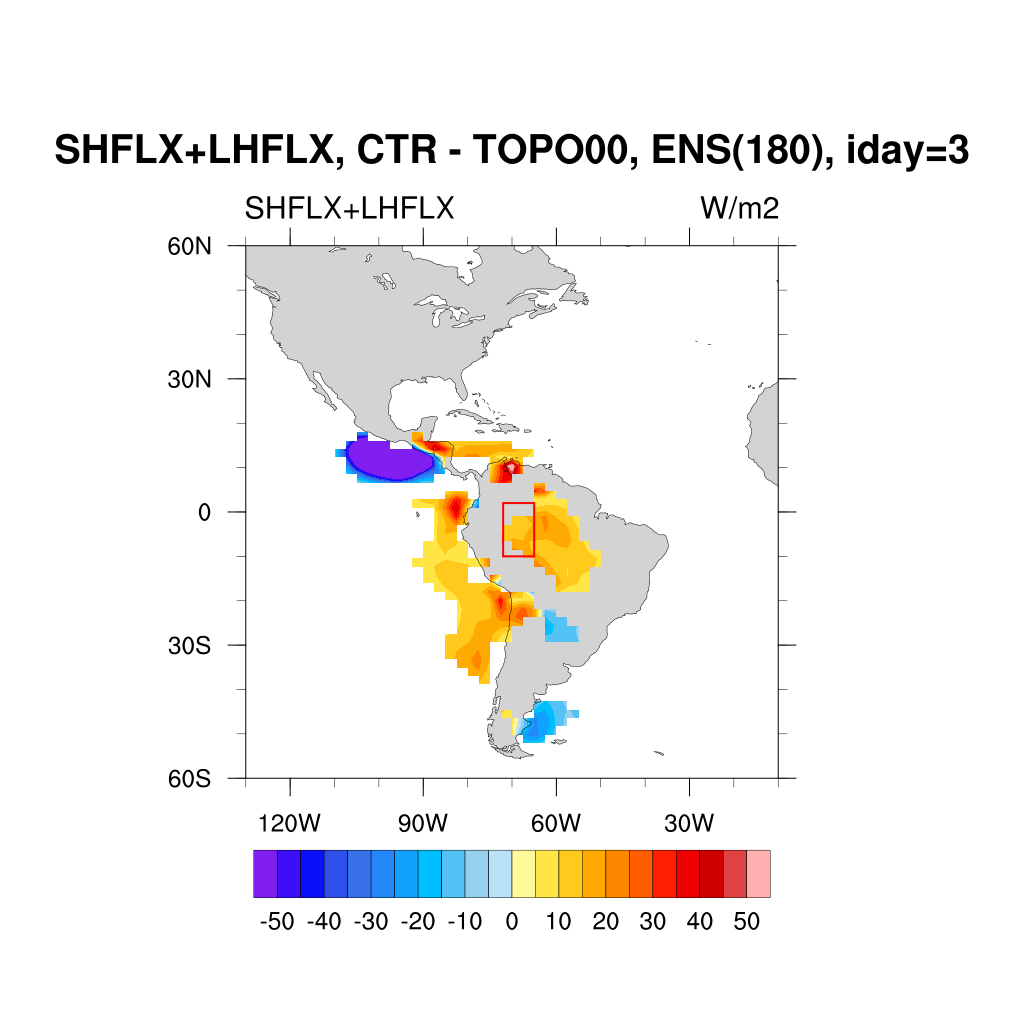 SHFLX+LHFLX, CTR - TOPO00, ENS(180), iday=3
SHFLX+LHFLX W/m2
60N
30N
0
30S
60S
120W 90W 60W 30W
-50 -40 -30 -20 -10 0 10 20 30 40 50